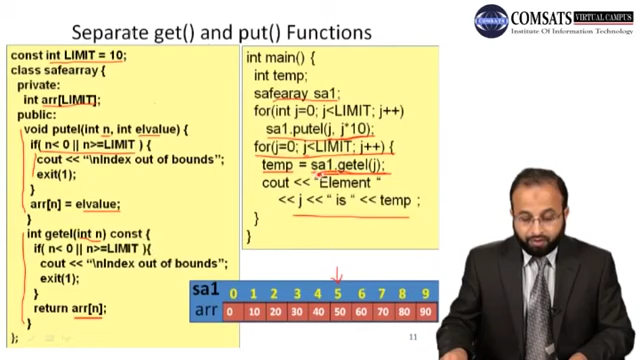 COMSATS VIRTUAL CAMPUS
Institute Of Information Technology
Separate get() and put() Functions
const int LIMIT = 10;
class safearray {
private:
int arr[LIMIT];
public:
void putel(int n, int elvalue) {
if( n< 0 || n>=LIMIT ) {
cout << "\nIndex out of bounds";
exit(1);
}
arr[n] = elvalue;
}
int getel(int n) const {
if( n< 0 || n>=LIMIT ){
cout << "\nIndex out of bounds";
exit(1);
}
return arr[n];
}
};
int main() {
int temp;
safearay sa1;
for(int j=0; j<LIMIT; j++)
sa1.putel(j, j*10);
for(j=0; j<LIMIT; j++) {
temp = sa1.getel(j);
cout << "Element "
<< j << " is " << temp ;
}
}
sa1 0 1 2 3 4 5 6 7 8 9
arr 0 10 20 30 40 50 60 70 80 90
11